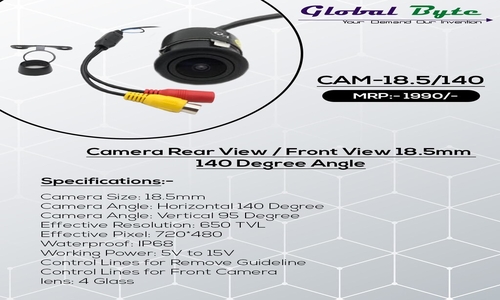 Global Byte
Your Demand Our Invention
CAM-18.5/140
MRP:- 1990/-
Camera Rear View / Front View 18.5mm
140 Degree Angle
Specifications:-
Camera Size: 18.5mm
Camera Angle: Horizontal 140 Degree
Camera Angle: Vertical 95 Degree
Effective Resolution: 650 TVL
Effective Pixel: 720*480
Waterproof: IP68
Working Power: 5V to 15V
Control Lines for Remove Guideline
Control Lines for Front Camera
lens: 4 Glass